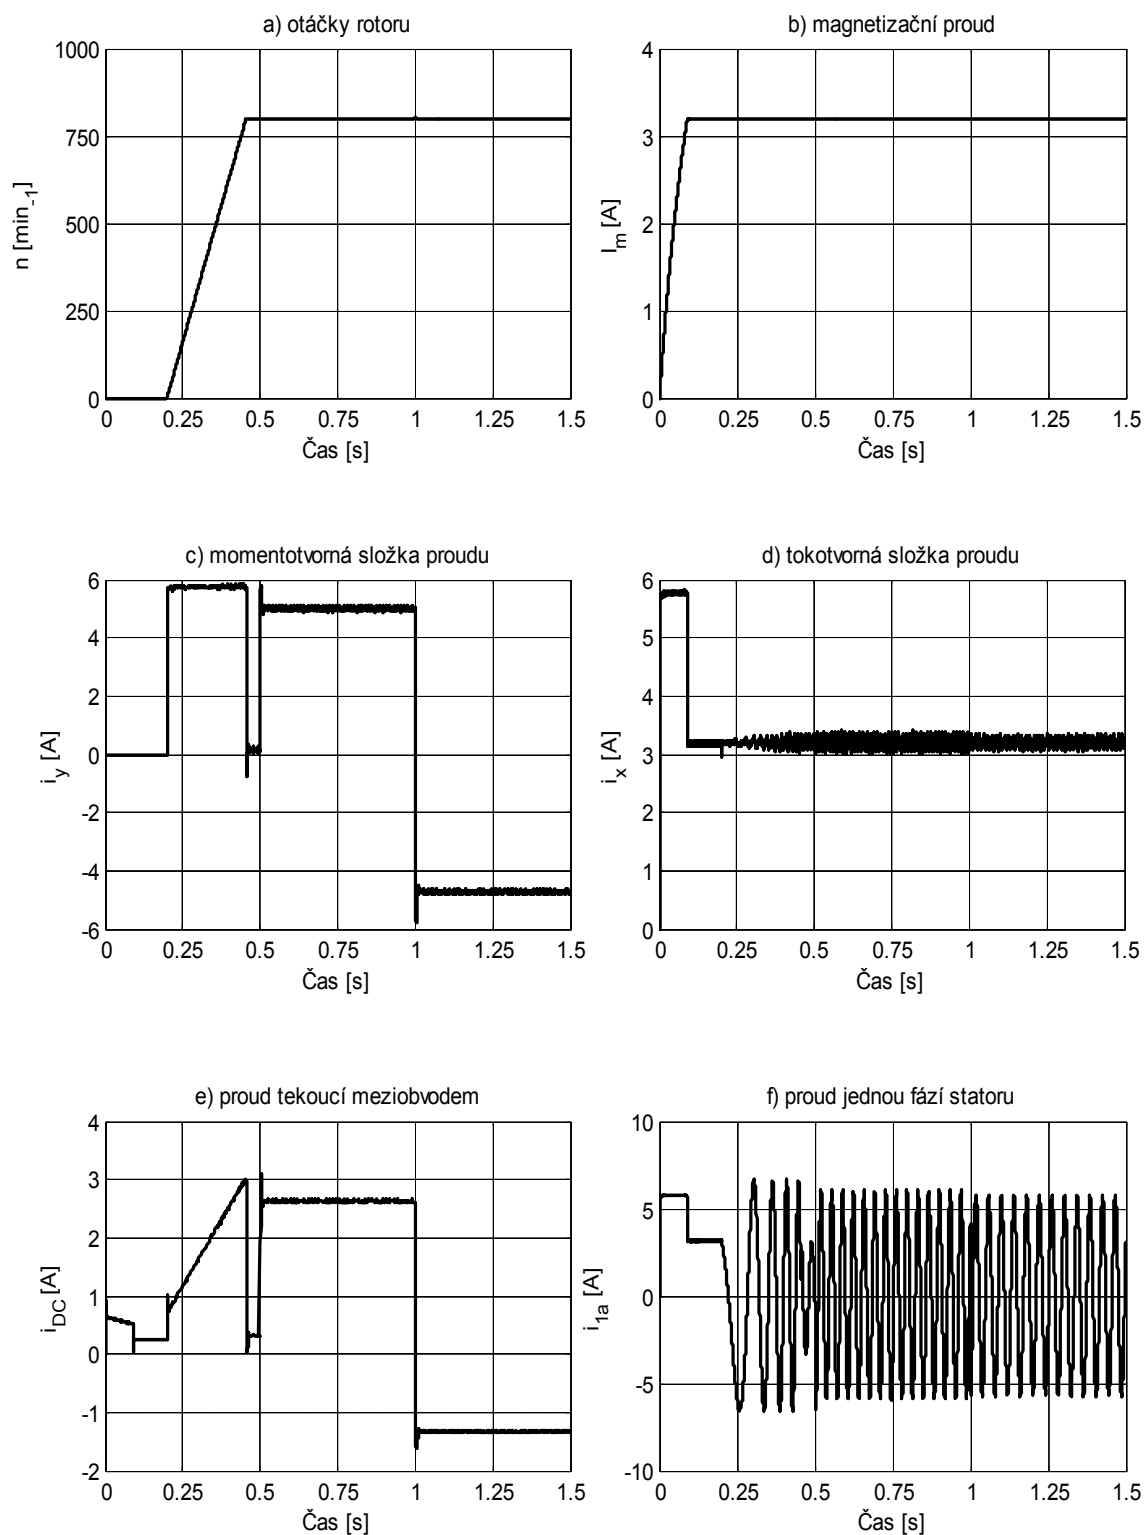 a) otáčky rotoru
b) magnetizační proud
1000
750
500
250
0
n [min-1]
0 0.25 0.5 0.75 1 1.25 1.5
Čas [s]
4
3
2
1
0
Im [A]
0 0.25 0.5 0.75 1 1.25 1.5
Čas [s]
c) momentotvorná složka proudu
d) tokotvorná složka proudu
6
4
2
0
-2
-4
-6
iy [A]
0 0.25 0.5 0.75 1 1.25 1.5
Čas [s]
6
5
4
3
2
1
0
ix [A]
0 0.25 0.5 0.75 1 1.25 1.5
Čas [s]
e) proud tekoucí meziobvodem
f) proud jednou fází statoru
4
3
2
1
0
-1
-2
iDC [A]
0 0.25 0.5 0.75 1 1.25 1.5
Čas [s]
10
5
0
-5
-10
i1a [A]
0 0.25 0.5 0.75 1 1.25 1.5
Čas [s]